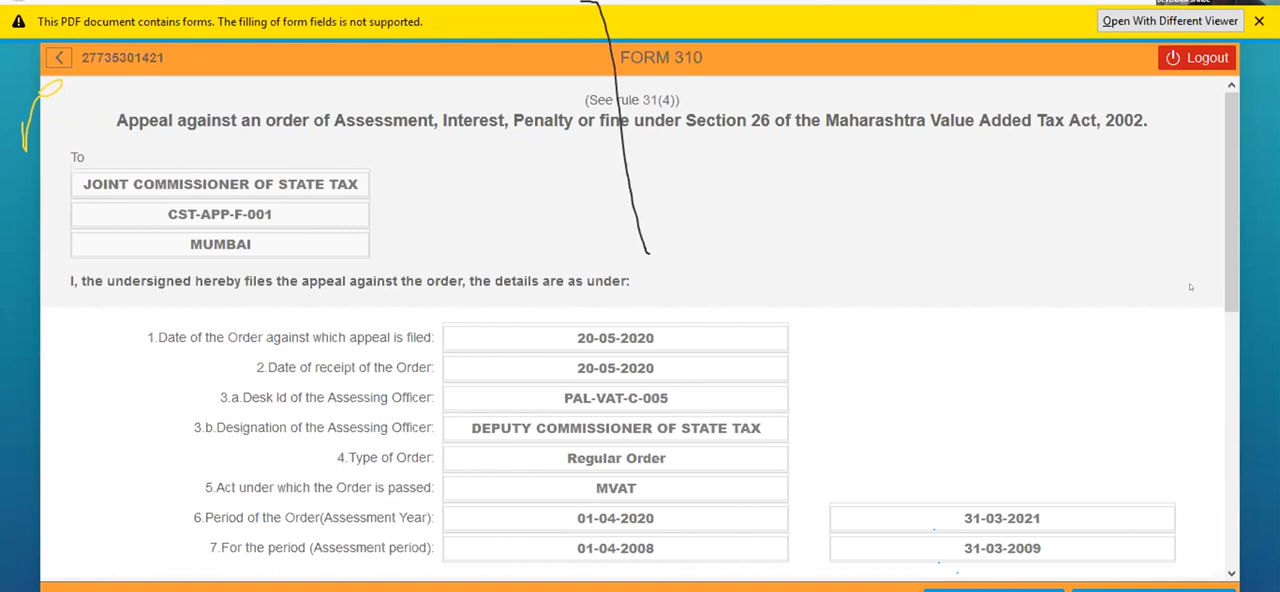 This PDF document contains forms. The filling of form fields is not supported.
Open With Different Viewer
27735301421
FORM 310
Logout
(See rule 31(4))
Appeal against an order of Assessment, Interest, Penalty or fine under Section 26 of the Maharashtra Value Added Tax Act, 2002.
To
JOINT COMMISSIONER OF STATE TAX
CST-APP-F-001
MUMBAI
I, the undersigned hereby files the appeal against the order, the details are as under:
1.Date of the Order against which appeal is filed: 20-05-2020
2.Date of receipt of the Order: 20-05-2020
3.a.Desk Id of the Assessing Officer: PAL-VAT-C-005
3.b.Designation of the Assessing Officer: DEPUTY COMMISSIONER OF STATE TAX
4.Type of Order: Regular Order
5.Act under which the Order is passed: MVAT
6.Period of the Order(Assessment Year): 01-04-2020 31-03-2021
7.For the period (Assessment period): 01-04-2008 31-03-2009